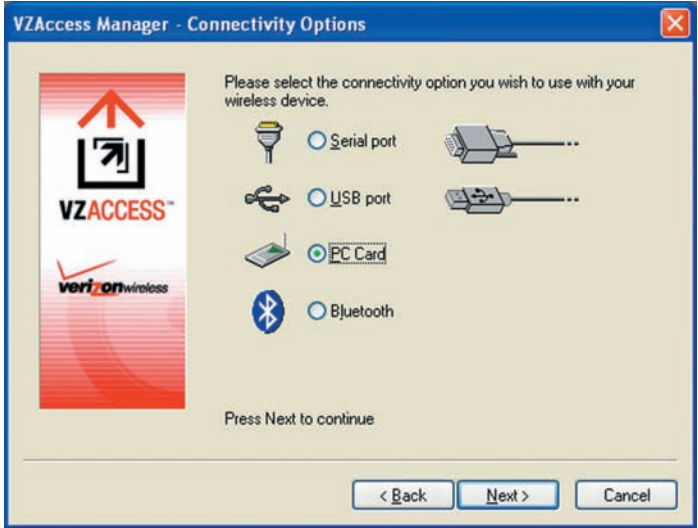 VZAccess Manager - Connectivity Options
Please select the connectivity option you wish to use with your
wireless device.
Serial port
USB port
PC Card
Bluetooth
VZACCESS™
verizonwireless
Press Next to continue
< Back
Next >
Cancel